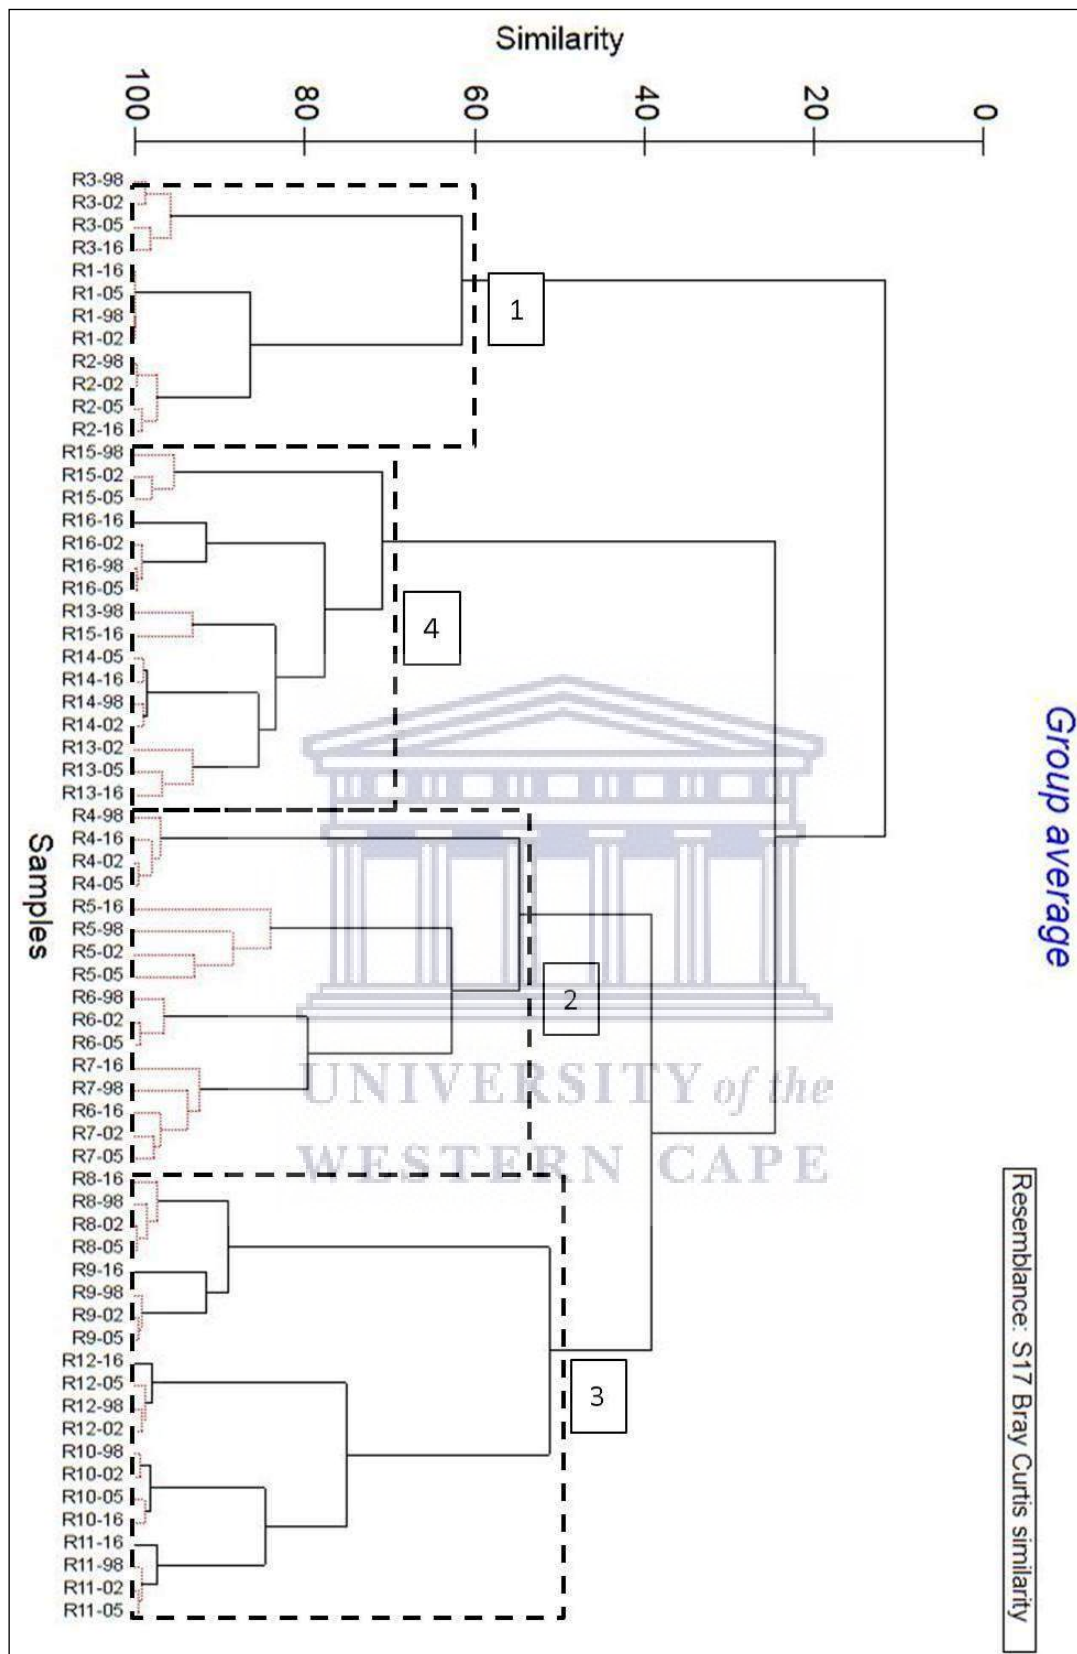 Similarity
100
80
60
40
20
0
R3-98
R3-02
R3-05
R3-16
R1-16
R1-05
R1-98
R1-02
R2-98
R2-02
R2-05
R2-16
R15-98
R15-02
R15-05
R16-16
R16-02
R16-98
R16-05
R13-98
R15-16
R14-05
R14-16
R14-98
R14-02
R13-02
R13-05
R13-16
R4-98
R4-16
R4-02
R4-05
R5-16
R5-98
R5-02
R5-05
R6-98
R6-02
R6-05
R7-16
R7-98
R6-16
R7-02
R7-05
R8-16
R8-98
R8-02
R8-05
R9-16
R9-98
R9-02
R9-05
R12-16
R12-05
R12-98
R12-02
R10-98
R10-02
R10-05
R10-16
R11-16
R11-98
R11-02
R11-05
Samples
1
4
2
3
Group average
Resemblance: S17 Bray Curtis similarity
UNIVERSITY of the
WESTERN CAPE